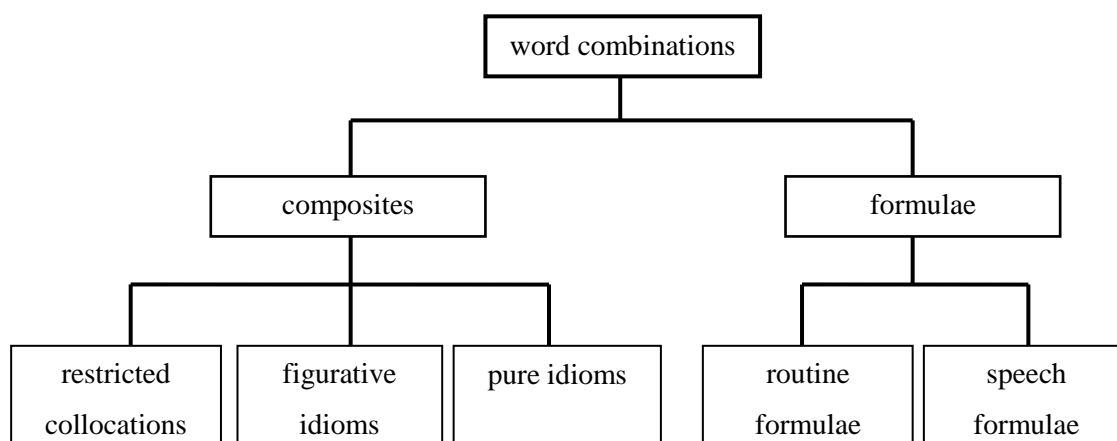 word combinations
composites
formulae
restricted
collocations
figurative
idioms
pure idioms
routine
formulae
speech
formulae